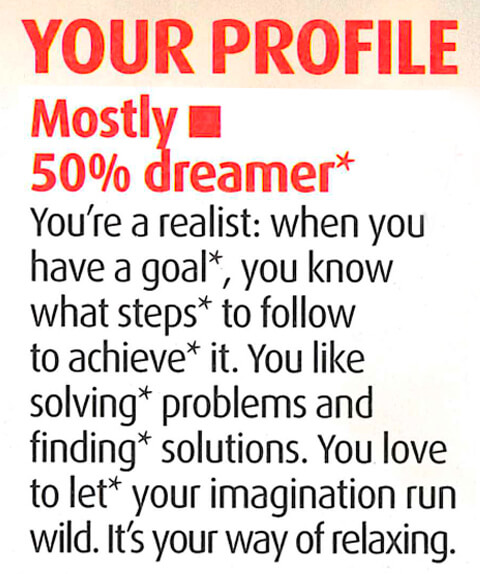 YOUR PROFILE
Mostly ■
50% dreamer*
You're a realist: when you
have a goal*, you know
what steps* to follow
to achieve* it. You like
solving* problems and
finding* solutions. You love
to let* your imagination run
wild. It's your way of relaxing.